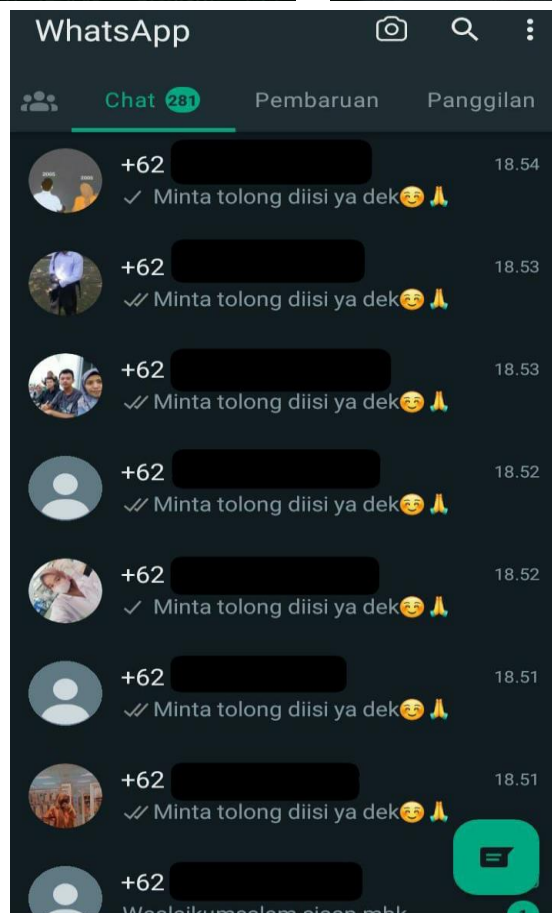 WhatsApp
Chat 281 Pembaruan Panggilan
+62 18.54
Minta tolong diisi ya dek☺️🙏
+62 18.53
Minta tolong diisi ya dek☺️🙏
+62 18.53
Minta tolong diisi ya dek☺️🙏
+62 18.52
Minta tolong diisi ya dek☺️🙏
+62 18.52
Minta tolong diisi ya dek☺️🙏
+62 18.51
Minta tolong diisi ya dek☺️🙏
+62 18.51
Minta tolong diisi ya dek☺️🙏
+62